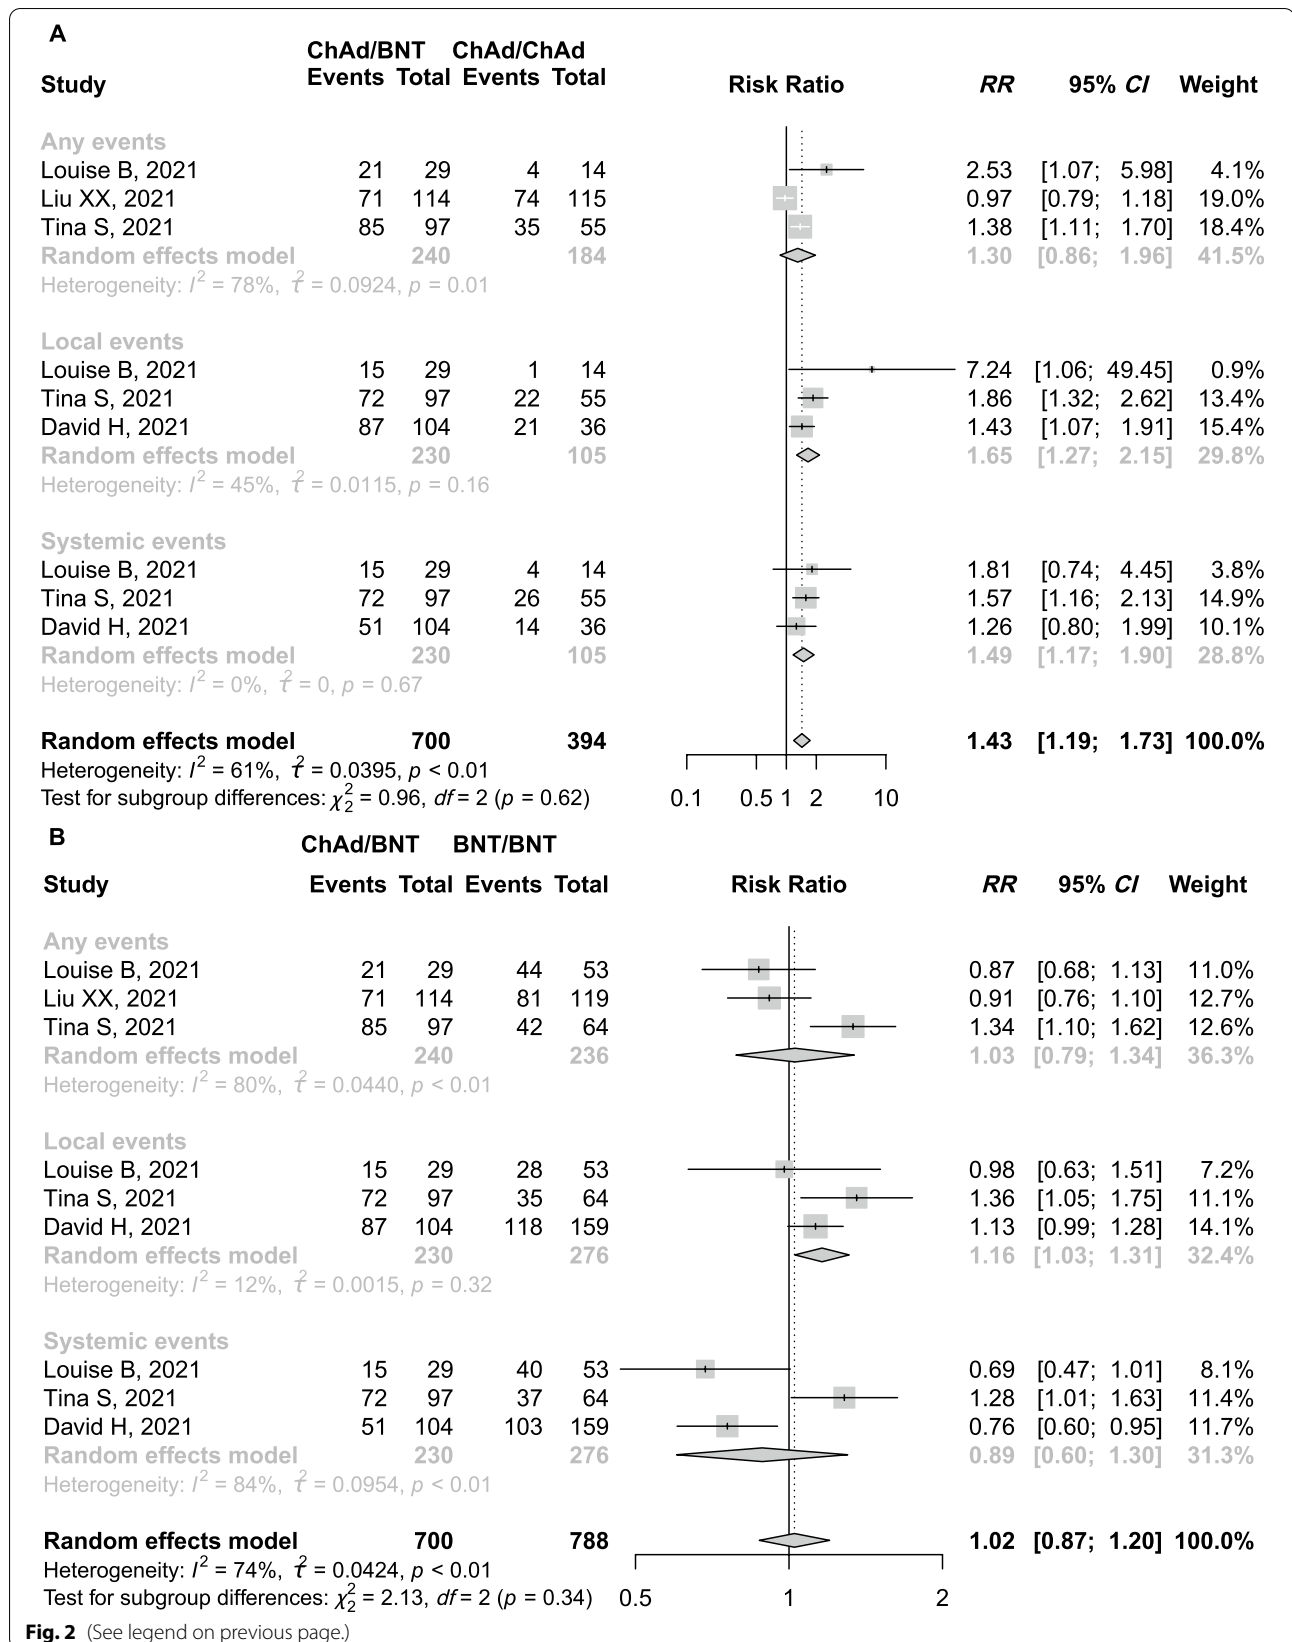 A
ChAd/BNT ChAd/ChAd
Study Events Total Events Total Risk Ratio RR 95% CI Weight
Any events
Louise B, 2021 21 29 4 14 2.53 [1.07; 5.98] 4.1%
Liu XX, 2021 71 114 74 115 0.97 [0.79; 1.18] 19.0%
Tina S, 2021 85 97 35 55 1.38 [1.11; 1.70] 18.4%
Random effects model 240 184 1.30 [0.86; 1.96] 41.5%
Heterogeneity: I² = 78%, τ² = 0.0924, p = 0.01
Local events
Louise B, 2021 15 29 1 14 7.24 [1.06; 49.45] 0.9%
Tina S, 2021 72 97 22 55 1.86 [1.32; 2.62] 13.4%
David H, 2021 87 104 21 36 1.43 [1.07; 1.91] 15.4%
Random effects model 230 105 1.65 [1.27; 2.15] 29.8%
Heterogeneity: I² = 45%, τ² = 0.0115, p = 0.16
Systemic events
Louise B, 2021 15 29 4 14 1.81 [0.74; 4.45] 3.8%
Tina S, 2021 72 97 26 55 1.57 [1.16; 2.13] 14.9%
David H, 2021 51 104 14 36 1.26 [0.80; 1.99] 10.1%
Random effects model 230 105 1.49 [1.17; 1.90] 28.8%
Heterogeneity: I² = 0%, τ² = 0, p = 0.67
Random effects model 700 394 1.43 [1.19; 1.73] 100.0%
Heterogeneity: I² = 61%, τ² = 0.0395, p < 0.01
Test for subgroup differences: χ²₂ = 0.96, df = 2 (p = 0.62) 0.1 0.5 1 2 10
B
ChAd/BNT BNT/BNT
Study Events Total Events Total Risk Ratio RR 95% CI Weight
Any events
Louise B, 2021 21 29 44 53 0.87 [0.68; 1.13] 11.0%
Liu XX, 2021 71 114 81 119 0.91 [0.76; 1.10] 12.7%
Tina S, 2021 85 97 42 64 1.34 [1.10; 1.62] 12.6%
Random effects model 240 236 1.03 [0.79; 1.34] 36.3%
Heterogeneity: I² = 80%, τ² = 0.0440, p < 0.01
Local events
Louise B, 2021 15 29 28 53 0.98 [0.63; 1.51] 7.2%
Tina S, 2021 72 97 35 64 1.36 [1.05; 1.75] 11.1%
David H, 2021 87 104 118 159 1.13 [0.99; 1.28] 14.1%
Random effects model 230 276 1.16 [1.03; 1.31] 32.4%
Heterogeneity: I² = 12%, τ² = 0.0015, p = 0.32
Systemic events
Louise B, 2021 15 29 40 53 0.69 [0.47; 1.01] 8.1%
Tina S, 2021 72 97 37 64 1.28 [1.01; 1.63] 11.4%
David H, 2021 51 104 103 159 0.76 [0.60; 0.95] 11.7%
Random effects model 230 276 0.89 [0.60; 1.30] 31.3%
Heterogeneity: I² = 84%, τ² = 0.0954, p < 0.01
Random effects model 700 788 1.02 [0.87; 1.20] 100.0%
Heterogeneity: I² = 74%, τ² = 0.0424, p < 0.01
Test for subgroup differences: χ²₂ = 2.13, df = 2 (p = 0.34) 0.5 1 2
Fig. 2 (See legend on previous page.)